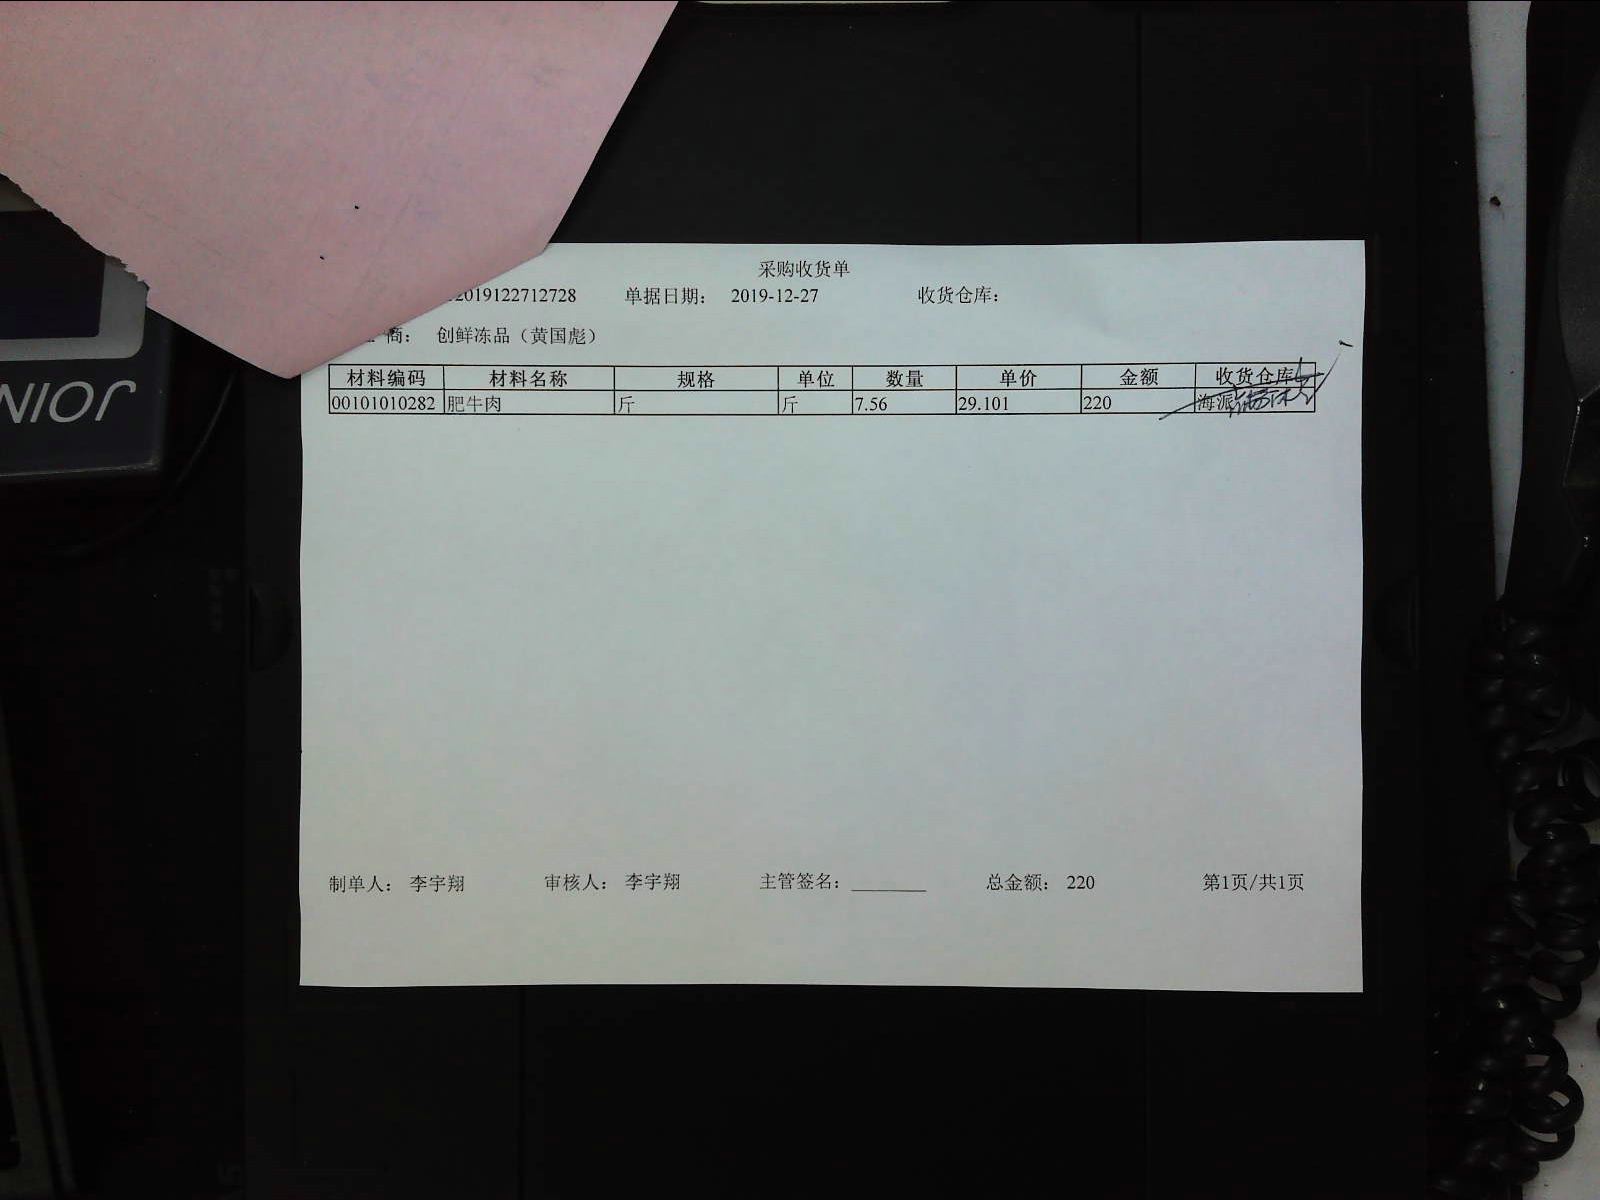 采购收货单
2019122712728 单据日期： 2019-12-27 收货仓库：
商： 创鲜冻品（黄国彪）
材料编码 材料名称 规格 单位 数量 单价 金额 收货仓库
00101010282 肥牛肉 斤 斤 7.56 29.101 220 海派
制单人： 李宇翔 审核人： 李宇翔 主管签名： 总金额： 220 第1页/共1页
JOIN